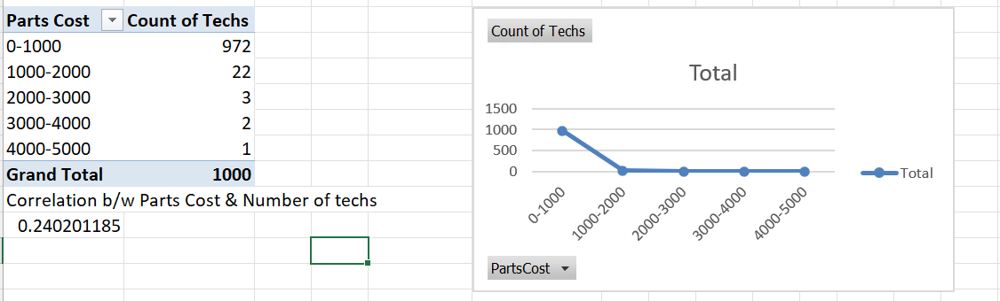 Parts Cost Count of Techs
0-1000 972
1000-2000 22
2000-3000 3
3000-4000 2
4000-5000 1
Grand Total 1000
Correlation b/w Parts Cost & Number of techs
0.240201185
Count of Techs
Total
1500
1000
500
0
0-1000
1000-2000
2000-3000
3000-4000
4000-5000
Total
PartsCost